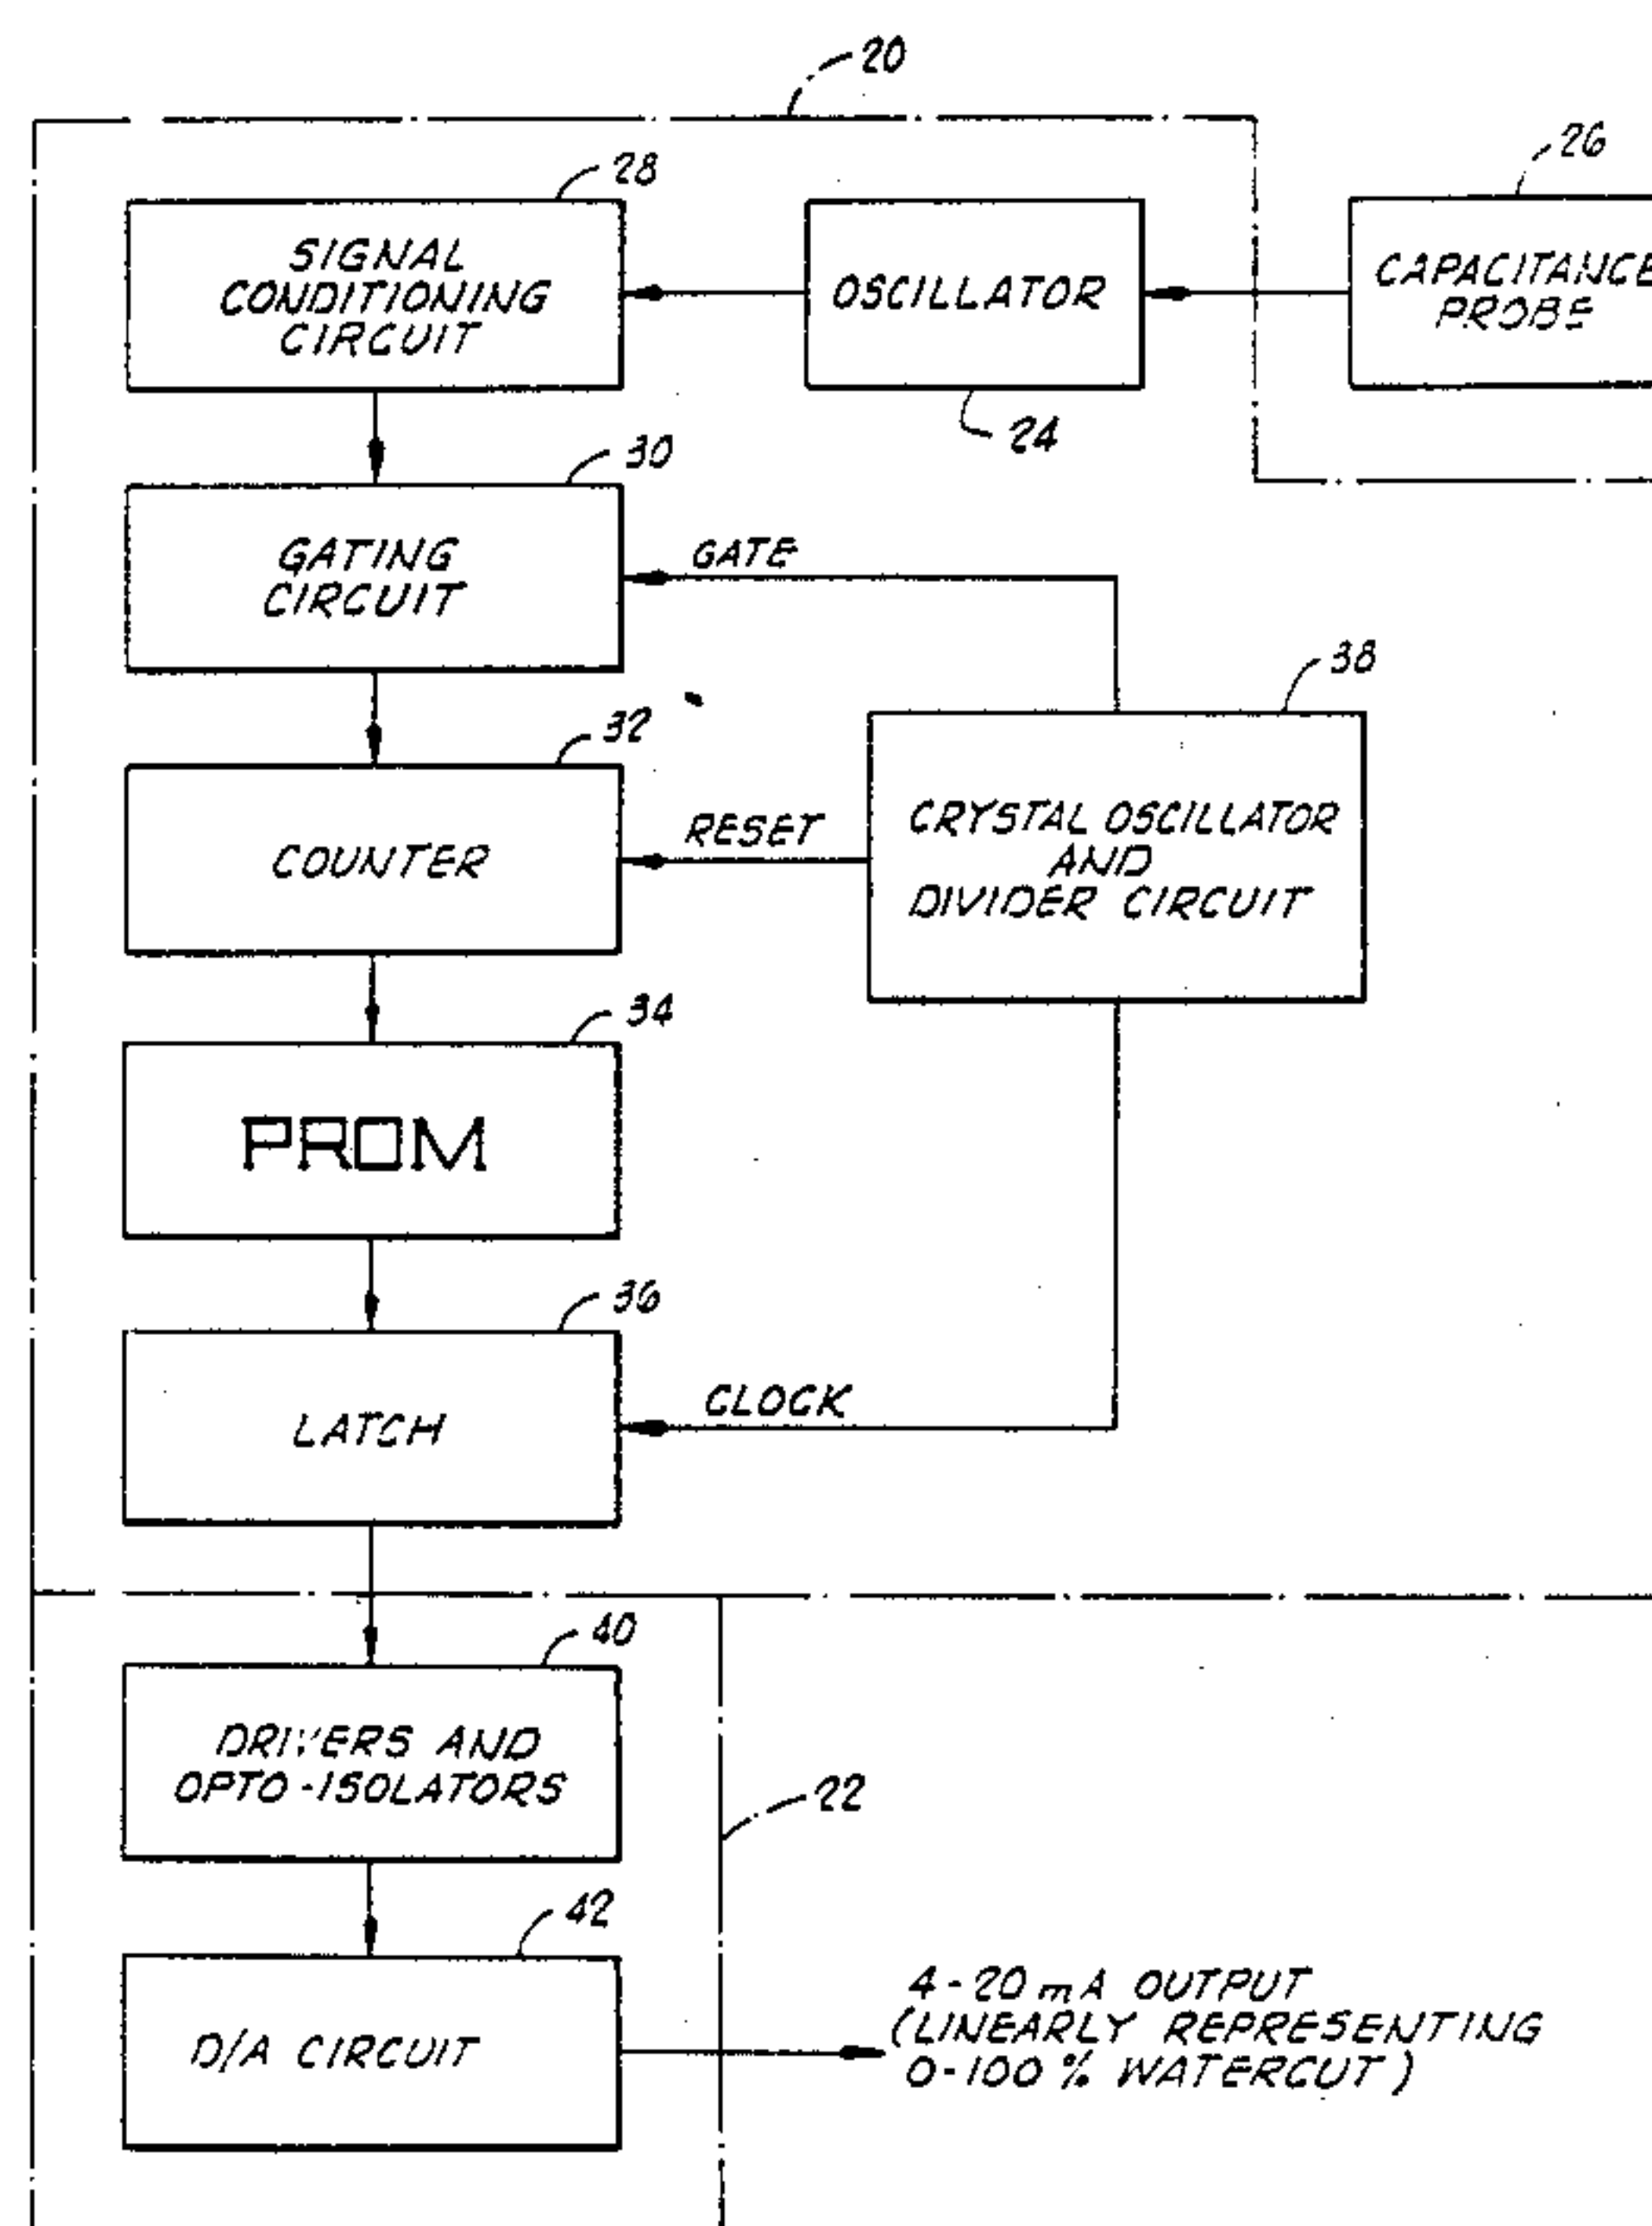 20
28
26
SIGNAL
CONDITIONING
CIRCUIT
OSCILLATOR
CAPACITANCE
PROBE
24
30
GATING
CIRCUIT
GATE
38
32
COUNTER
RESET
CRYSTAL OSCILLATOR
AND
DIVIDER CIRCUIT
34
PROM
36
LATCH
CLOCK
40
DRIVERS AND
OPTO-ISOLATORS
22
42
D/A CIRCUIT
4-20 mA OUTPUT
(LINEARLY REPRESENTING
0-100% WATERCUT)